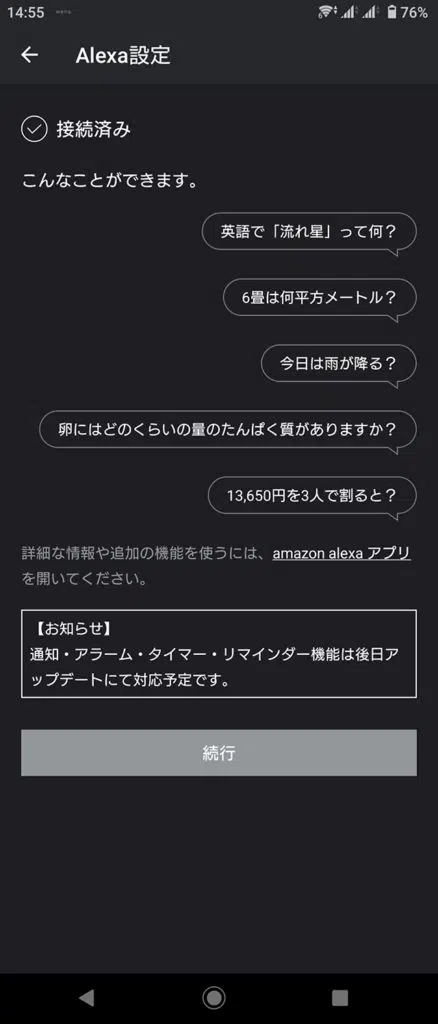 14:55
76%
Alexa設定
接続済み
こんなことができます。
英語で「流れ星」って何？
6畳は何平方メートル？
今日は雨が降る？
卵にはどのくらいの量のたんぱく質がありますか？
13,650円を3人で割ると？
詳細な情報や追加の機能を使うには、amazon alexa アプリ
を開いてください。
【お知らせ】
通知・アラーム・タイマー・リマインダー機能は後日ア
ップデートにて対応予定です。
続行